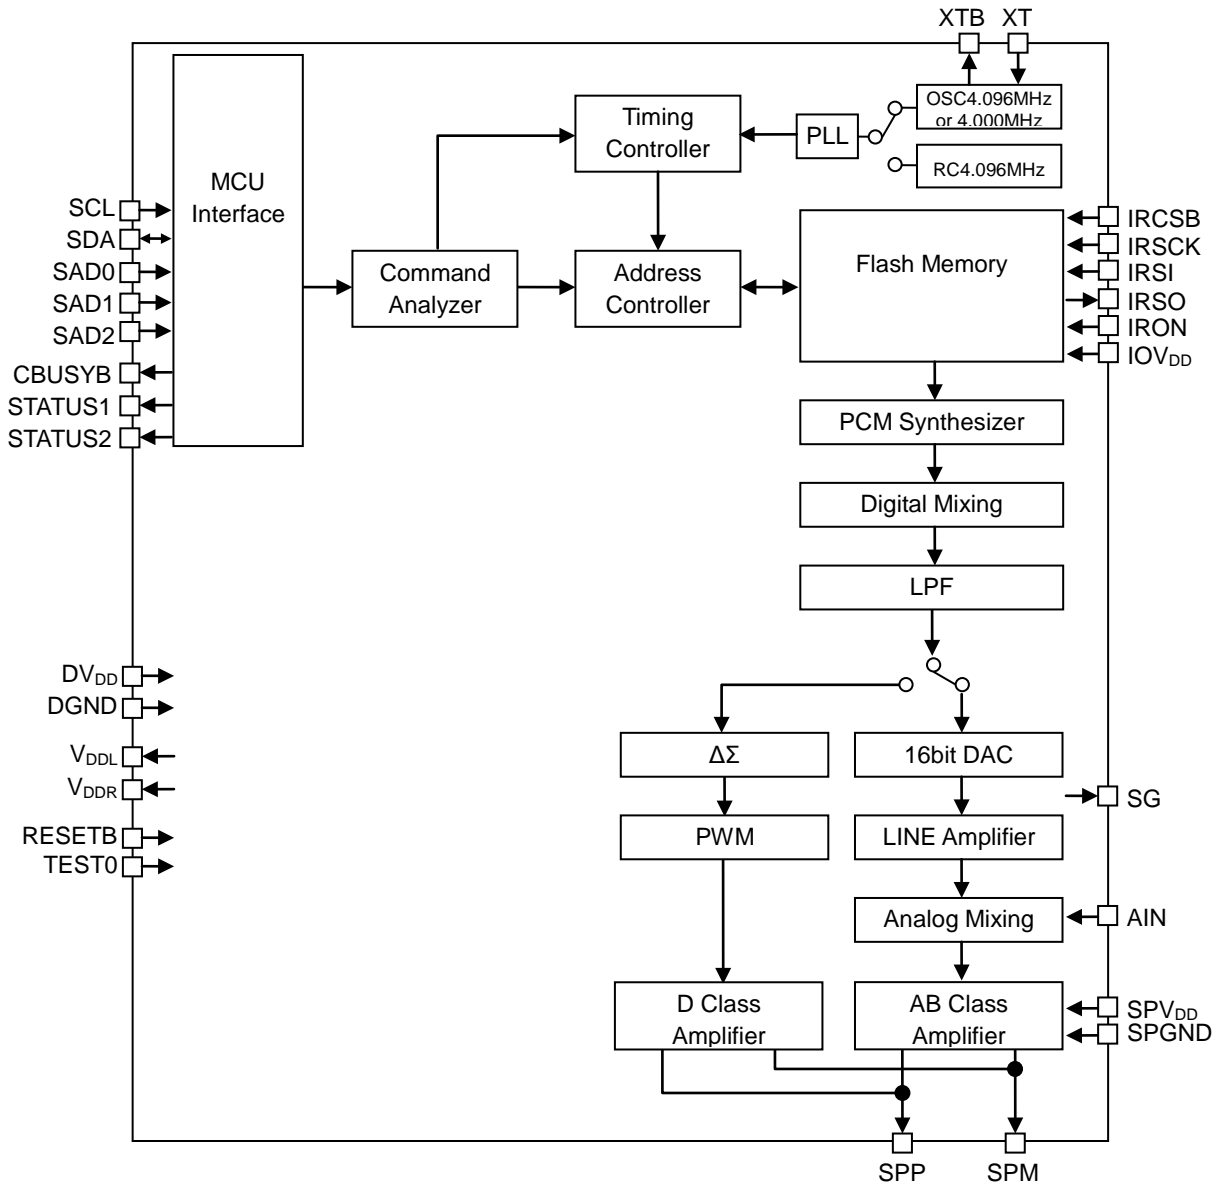 XTB XT
OSC4.096MHz
or 4.000MHz
Timing
Controller
PLL
RC4.096MHz
MCU
Interface
SCL
SDA
SAD0
SAD1
SAD2
CBUSYB
STATUS1
STATUS2
Command
Analyzer
Address
Controller
Flash Memory
IRCSB
IRSCK
IRSI
IRSO
IRON
IOVDD
PCM Synthesizer
Digital Mixing
LPF
DVDD
DGND
VDDL
VDDR
RESETB
TEST0
ΔΣ
16bit DAC
SG
PWM
LINE Amplifier
Analog Mixing
AIN
D Class
Amplifier
AB Class
Amplifier
SPVDD
SPGND
SPP SPM